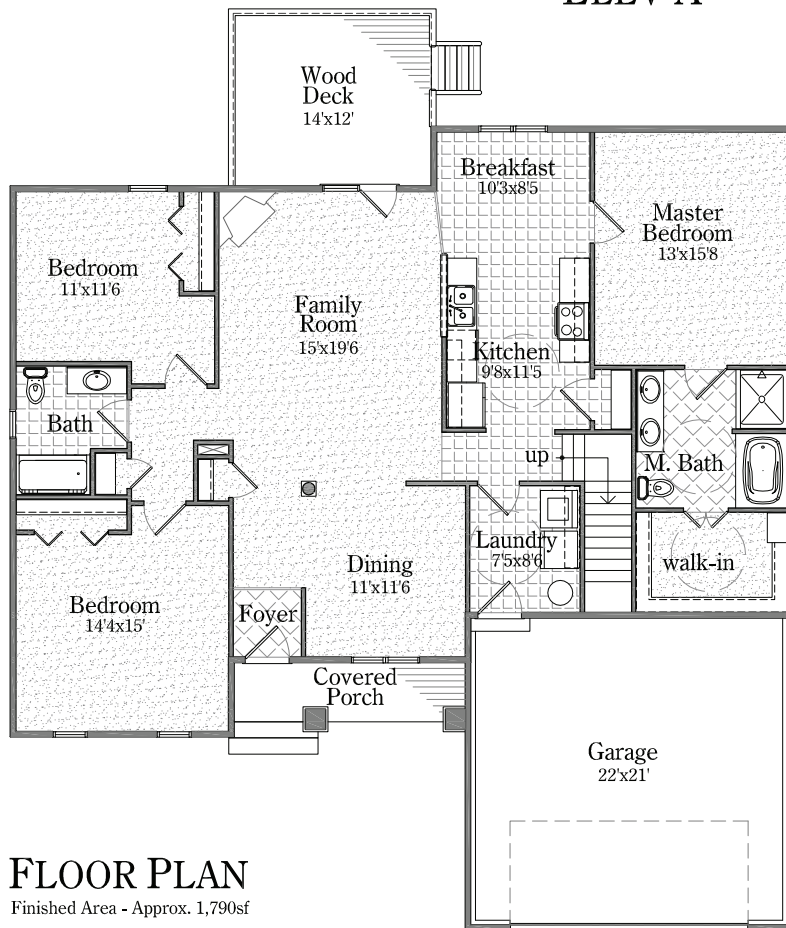 ELEV A
Wood
Deck
14'x12'
Breakfast
10'3x8'5
Master
Bedroom
13'x15'8
Bedroom
11'x11'6
Family
Room
15'x19'6
Kitchen
9'8x11'5
Bath
up
M. Bath
Laundry
7'5x8'6
walk-in
Dining
11'x11'6
Bedroom
14'4x15'
Foyer
Covered
Porch
Garage
22'x21'
FLOOR PLAN
Finished Area - Approx. 1,790sf